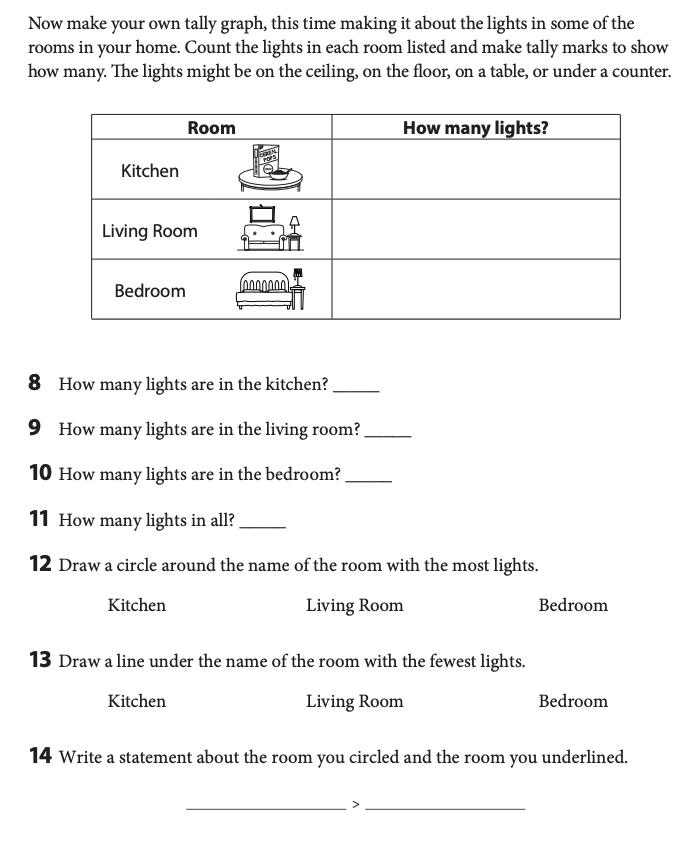 Now make your own tally graph, this time making it about the lights in some of the
rooms in your home. Count the lights in each room listed and make tally marks to show
how many. The lights might be on the ceiling, on the floor, on a table, or under a counter.
Room How many lights?
Kitchen
CEREAL
POPS
Living Room
Bedroom
8 How many lights are in the kitchen? _____
9 How many lights are in the living room? _____
10 How many lights are in the bedroom? _____
11 How many lights in all? _____
12 Draw a circle around the name of the room with the most lights.
Kitchen Living Room Bedroom
13 Draw a line under the name of the room with the fewest lights.
Kitchen Living Room Bedroom
14 Write a statement about the room you circled and the room you underlined.
_________________ > _________________